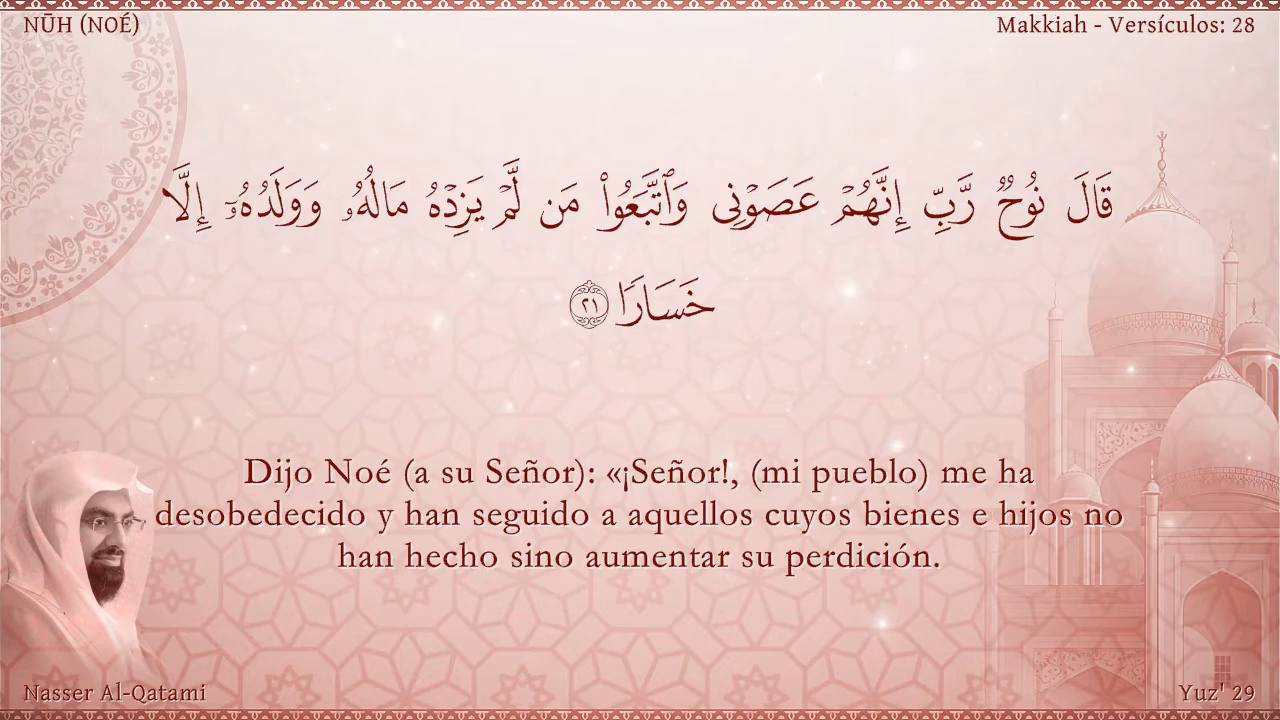 NŪH (NOÉ)
Makkiah - Versículos: 28
قَالَ نُوحٌ رَّبِّ إِنَّهُمْ عَصَوْنِى وَٱتَّبَعُوا۟ مَن لَّمْ يَزِدْهُ مَالُهُۥ وَوَلَدُهُۥٓ إِلَّا
خَسَارًا ٢١
Dijo Noé (a su Señor): «¡Señor!, (mi pueblo) me ha
desobedecido y han seguido a aquellos cuyos bienes e hijos no
han hecho sino aumentar su perdición.
Nasser Al-Qatami
Yuz' 29